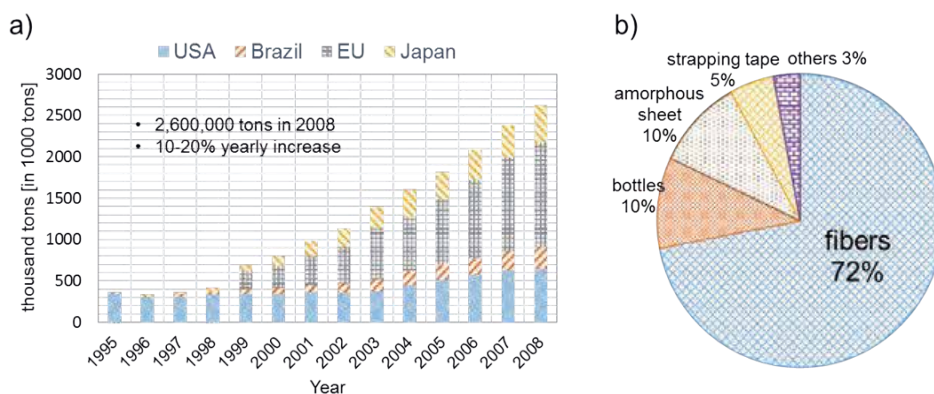 a)
USA Brazil EU Japan
3000
2500
2000
1500
1000
500
0
thousand tons [in 1000 tons]
• 2,600,000 tons in 2008
• 10-20% yearly increase
1995 1996 1997 1998 1999 2000 2001 2002 2003 2004 2005 2006 2007 2008
Year
b)
strapping tape
5%
others 3%
amorphous
sheet
10%
bottles
10%
fibers
72%